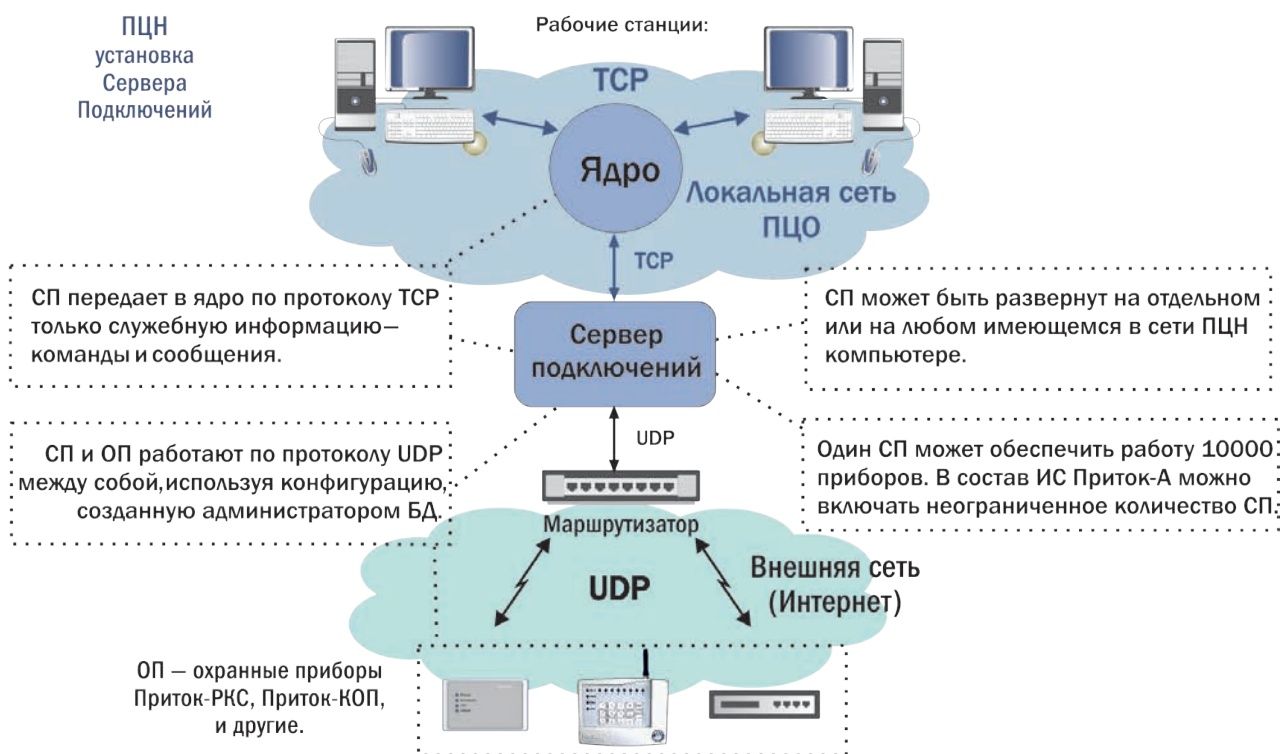 ПЦН
установка
Сервера
Подключений
Рабочие станции:
TCP
Ядро
Локальная сеть
ПЦО
TCP
СП передает в ядро по протоколу TCP
только служебную информацию—
команды и сообщения.
Сервер
подключений
СП может быть развернут на отдельном
или на любом имеющемся в сети ПЦН
компьютере.
UDP
СП и ОП работают по протоколу UDP
между собой, используя конфигурацию,
созданную администратором БД.
Один СП может обеспечить работу 10000
приборов. В состав ИС Приток-А можно
включать неограниченное количество СП.
Маршрутизатор
UDP
Внешняя сеть
(Интернет)
ОП — охранные приборы
Приток-РКС, Приток-КОП,
и другие.